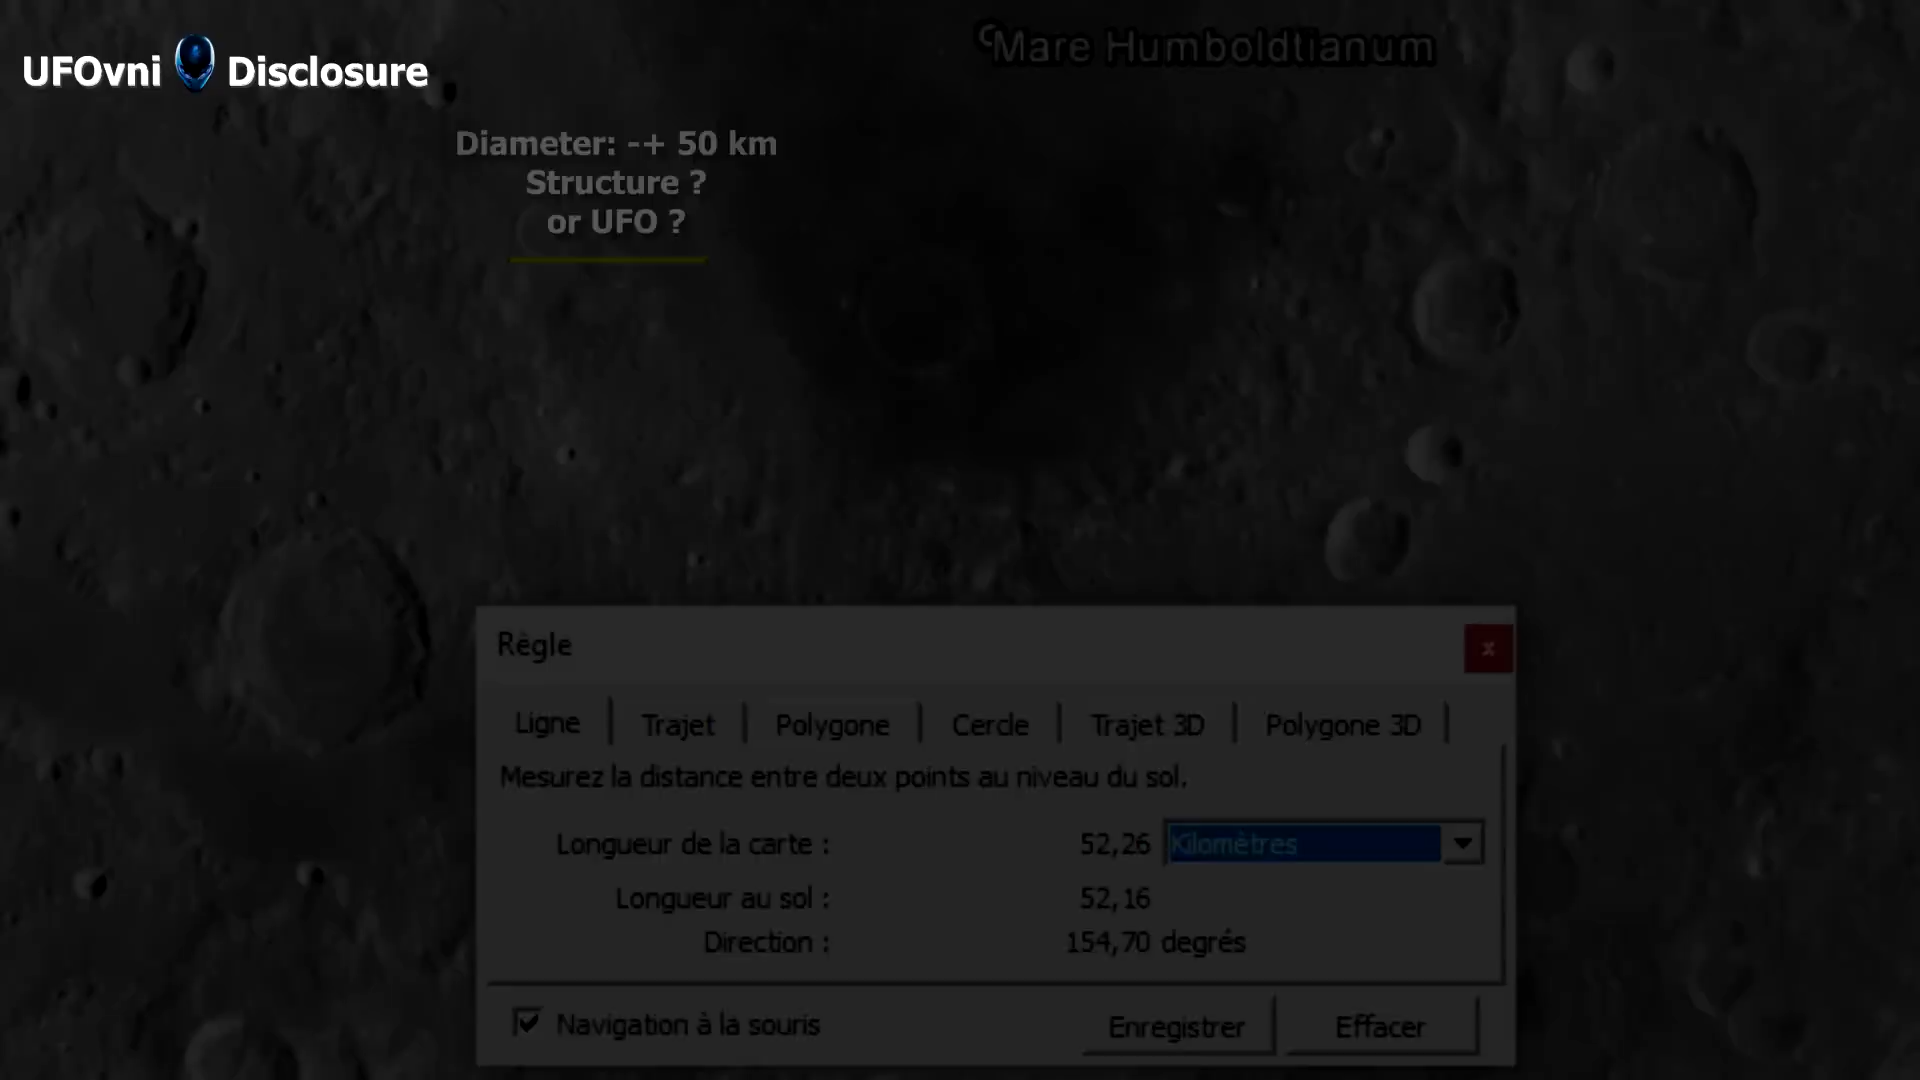 Mare Humboldtianum
UFOvni Disclosure
Diameter: -+ 50 km
Structure ?
or UFO ?
Règle
x
Ligne Trajet Polygone Cercle Trajet 3D Polygone 3D
Mesurez la distance entre deux points au niveau du sol.
Longueur de la carte : 52,26 Kilomètres
Longueur au sol : 52,16
Direction : 154,70 degrés
Navigation à la souris Enregistrer Effacer